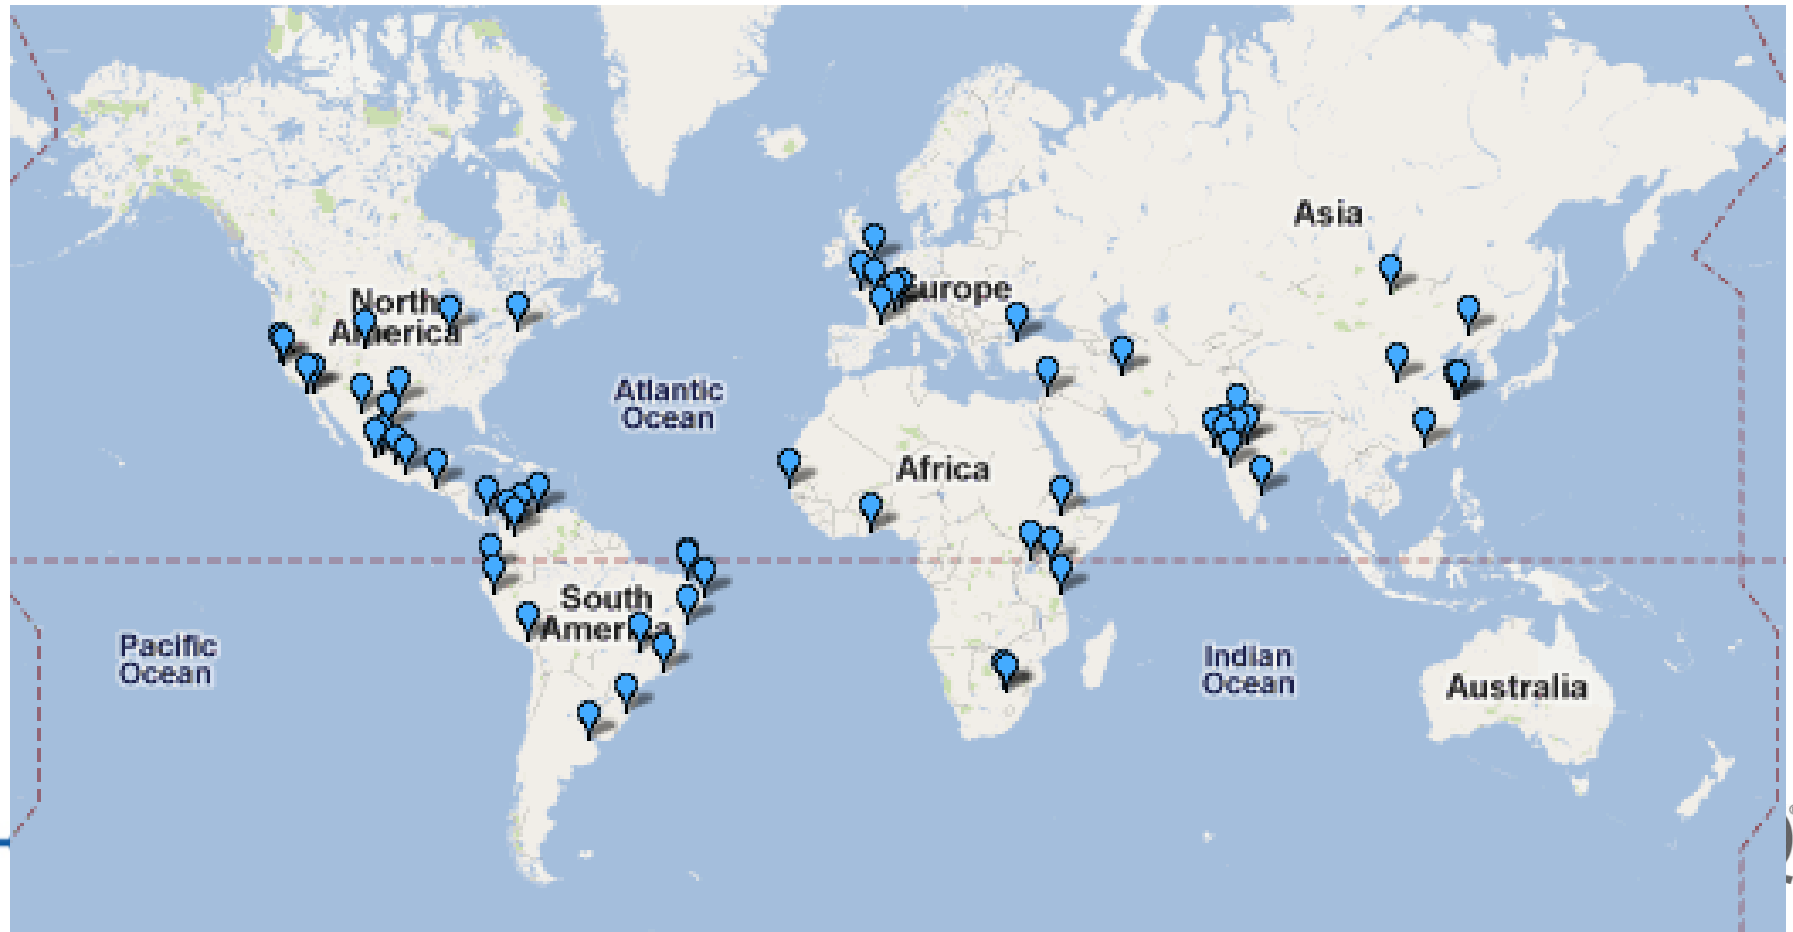 Asia
North
America
Europe
Atlantic
Ocean
Africa
South
America
Pacific
Ocean
Indian
Ocean
Australia